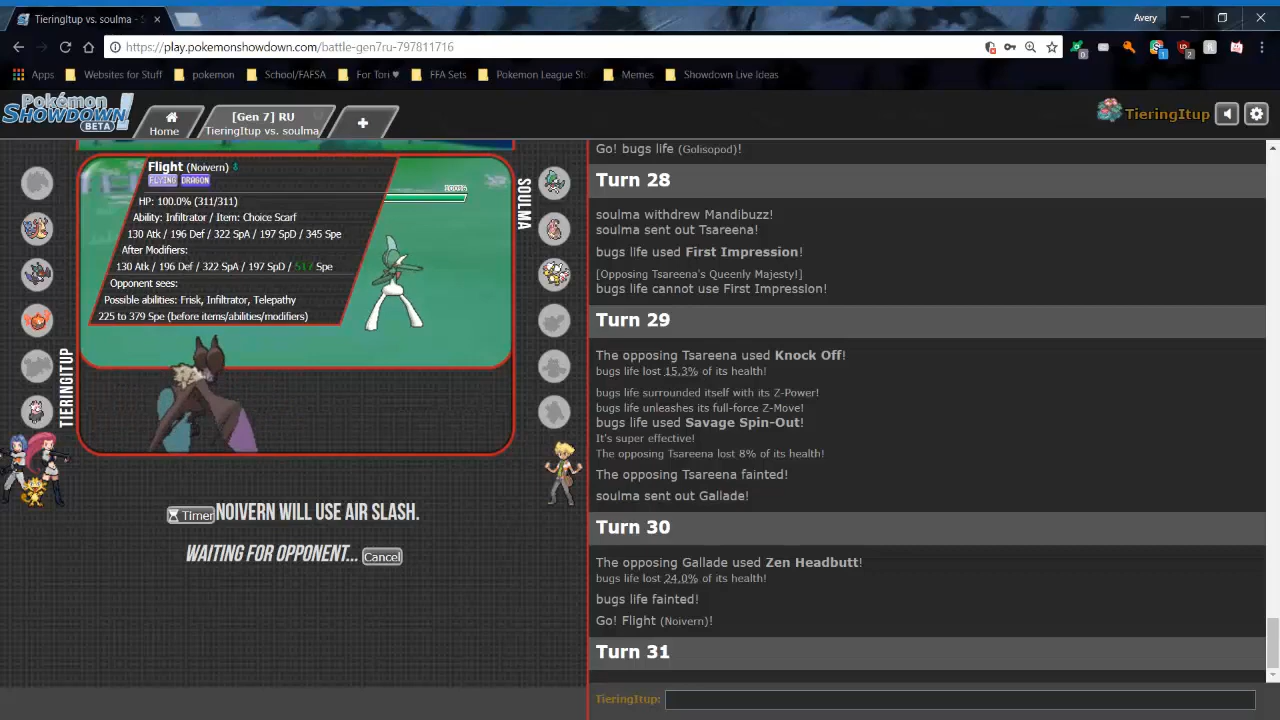 TieringItup vs. soulma -
Avery
https://play.pokemonshowdown.com/battle-gen7ru-797811716
Apps
Websites for Stuff
pokemon
School/FAFSA
For Tori ♥
FFA Sets
Pokemon League St
Memes
Showdown Live Ideas
Pokémon
SHOWDOWN!
BETA
Home
[Gen 7] RU
TieringItup vs. soulma
TieringItup
Flight (Noivern)
FLYING DRAGON
HP: 100.0% (311/311)
Ability: Infiltrator / Item: Choice Scarf
130 Atk / 196 Def / 322 SpA / 197 SpD / 345 Spe
After Modifiers:
130 Atk / 196 Def / 322 SpA / 197 SpD / 517 Spe
Opponent sees:
Possible abilities: Frisk, Infiltrator, Telepathy
225 to 379 Spe (before items/abilities/modifiers)
100%
SOULMA
TIERINGITUP
Timer
NOIVERN WILL USE AIR SLASH.
WAITING FOR OPPONENT...
Cancel
Go! bugs life (Golisopod)!
Turn 28
soulma withdrew Mandibuzz!
soulma sent out Tsareena!
bugs life used First Impression!
[Opposing Tsareena's Queenly Majesty!]
bugs life cannot use First Impression!
Turn 29
The opposing Tsareena used Knock Off!
bugs life lost 15.3% of its health!
bugs life surrounded itself with its Z-Power!
bugs life unleashes its full-force Z-Move!
bugs life used Savage Spin-Out!
It's super effective!
The opposing Tsareena lost 8% of its health!
The opposing Tsareena fainted!
soulma sent out Gallade!
Turn 30
The opposing Gallade used Zen Headbutt!
bugs life lost 24.0% of its health!
bugs life fainted!
Go! Flight (Noivern)!
Turn 31
TieringItup: